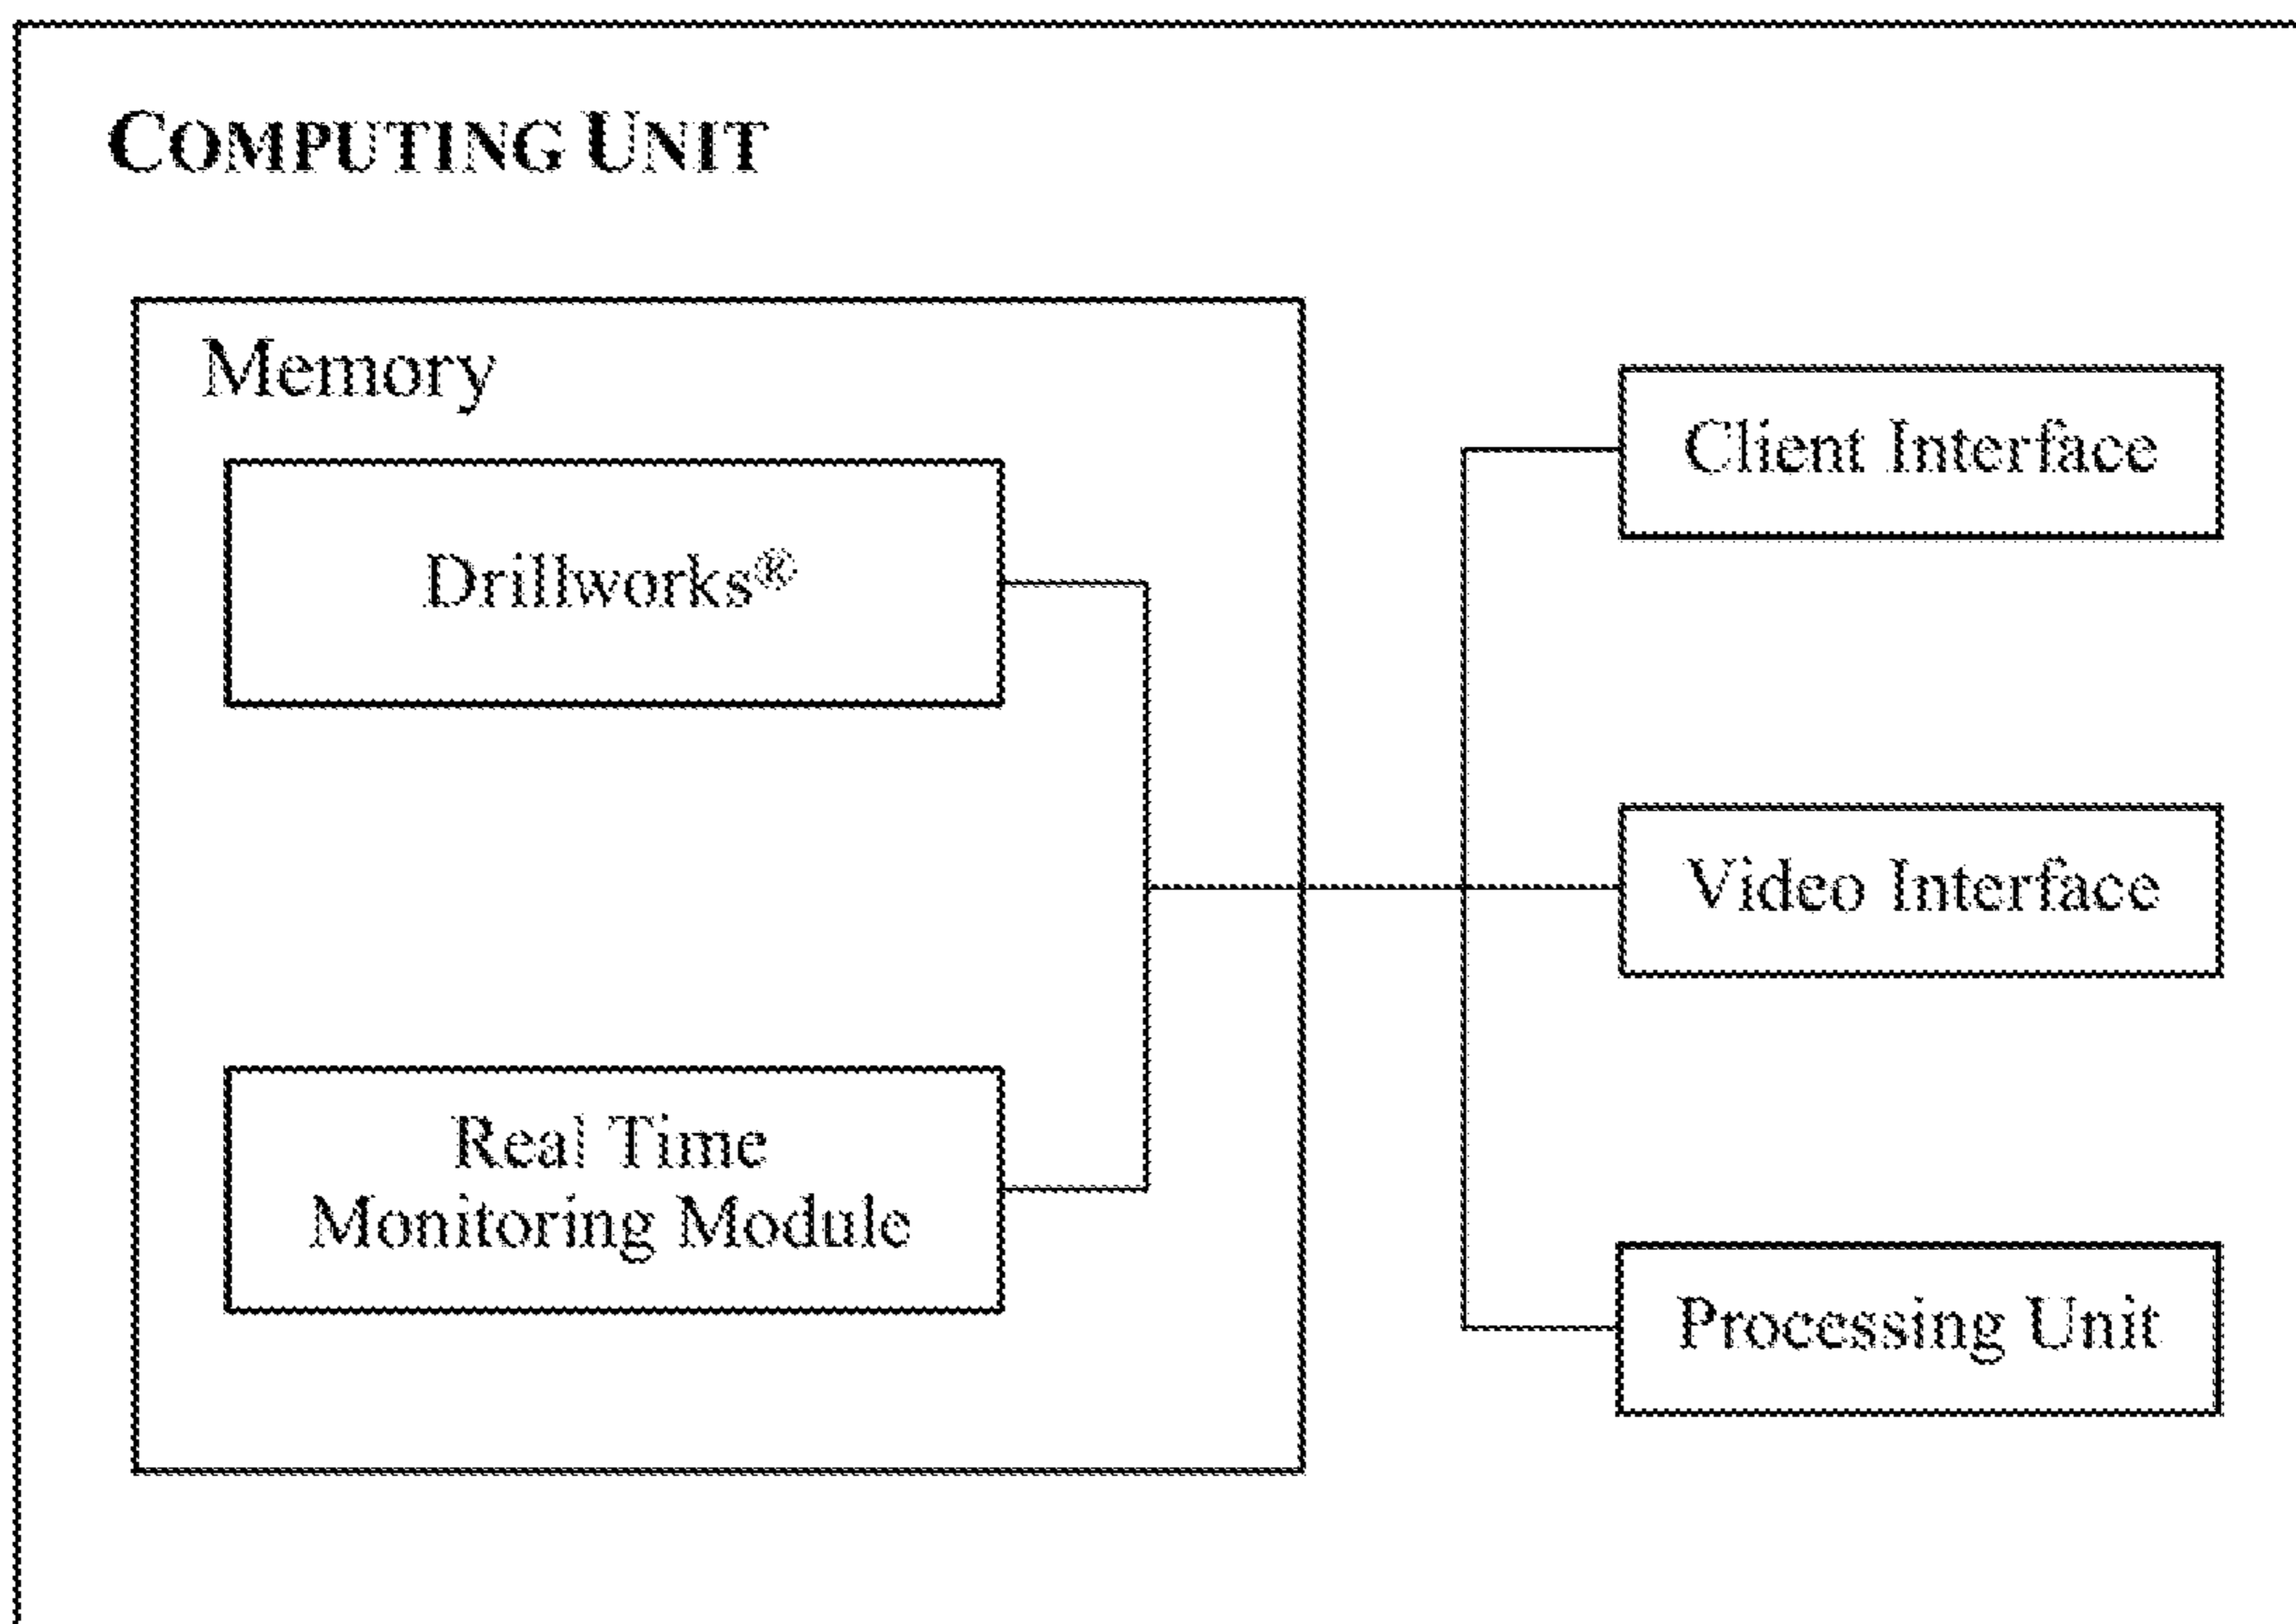 COMPUTING UNIT
Memory
Drillworks®
Real Time
Monitoring Module
Client Interface
Video Interface
Processing Unit